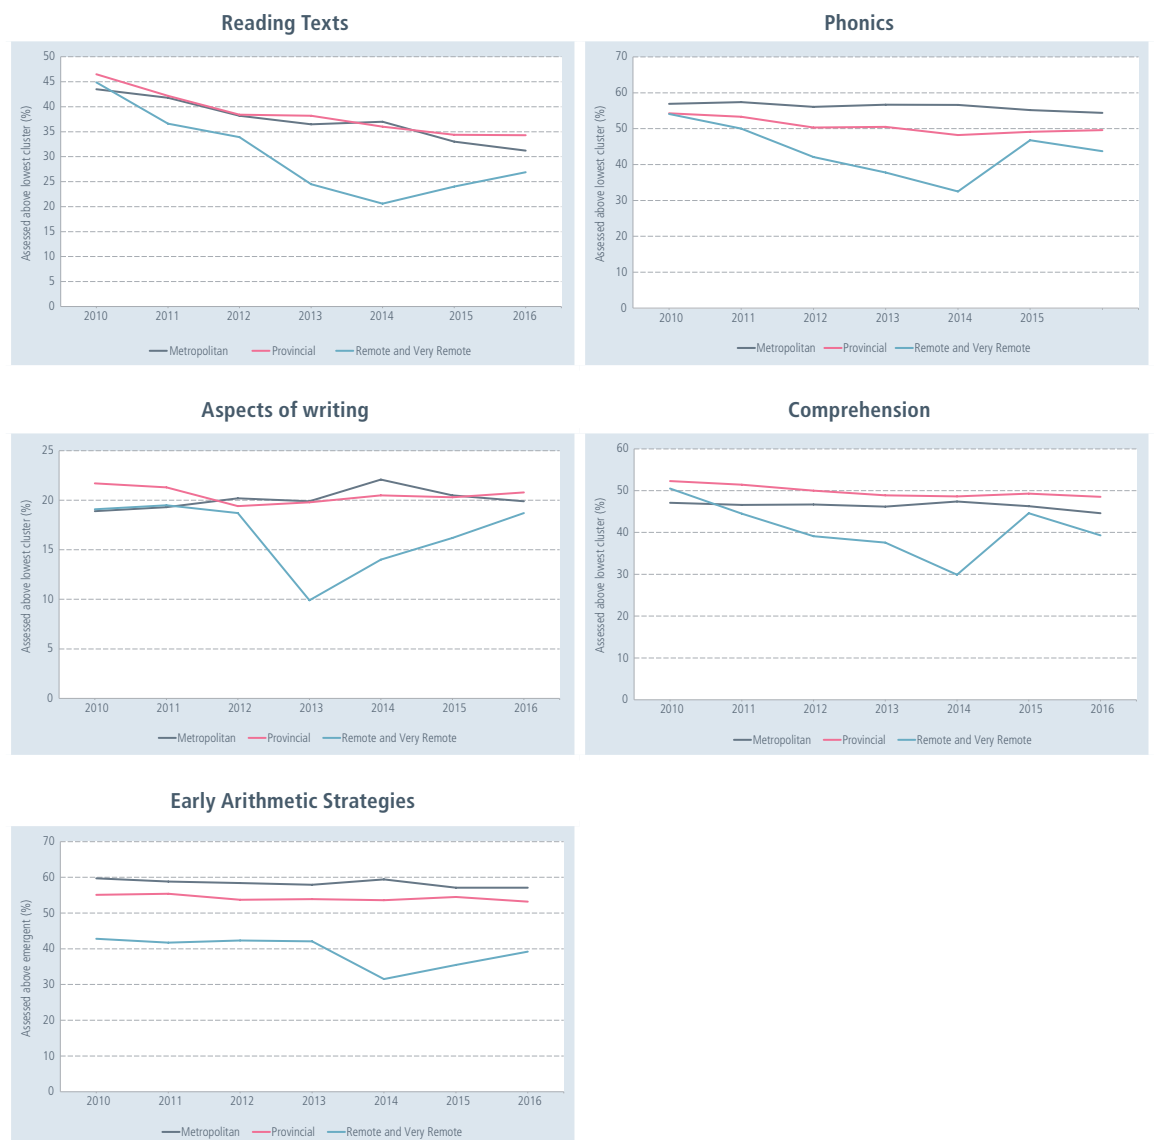 Reading Texts
Assessed above lowest cluster (%)
50
45
40
35
30
25
20
15
10
5
0
2010 2011 2012 2013 2014 2015 2016
Metropolitan Provincial Remote and Very Remote
Phonics
Assessed above lowest cluster (%)
70
60
50
40
30
20
10
0
2010 2011 2012 2013 2014 2015
Metropolitan Provincial Remote and Very Remote
Aspects of writing
Assessed above lowest cluster (%)
25
20
15
10
5
0
2010 2011 2012 2013 2014 2015 2016
Metropolitan Provincial Remote and Very Remote
Comprehension
Assessed above lowest cluster (%)
60
50
40
30
20
10
0
2010 2011 2012 2013 2014 2015 2016
Metropolitan Provincial Remote and Very Remote
Early Arithmetic Strategies
Assessed above emergent (%)
70
60
50
40
30
20
10
0
2010 2011 2012 2013 2014 2015 2016
Metropolitan Provincial Remote and Very Remote